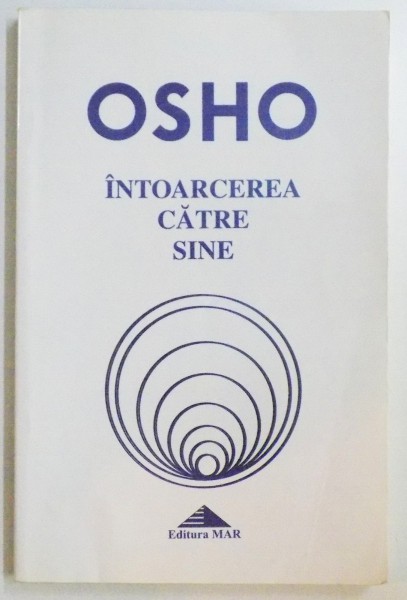 OSHO
ÎNTOARCEREA
CĂTRE
SINE
Editura MAR